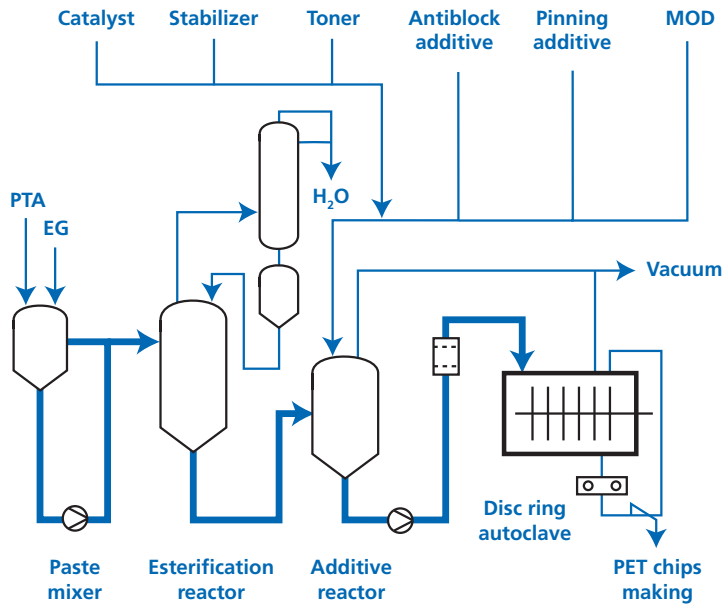 Catalyst
Stabilizer
Toner
Antiblock
additive
Pinning
additive
MOD
H₂O
PTA
EG
Vacuum
Disc ring
autoclave
Paste
mixer
Esterification
reactor
Additive
reactor
PET chips
making